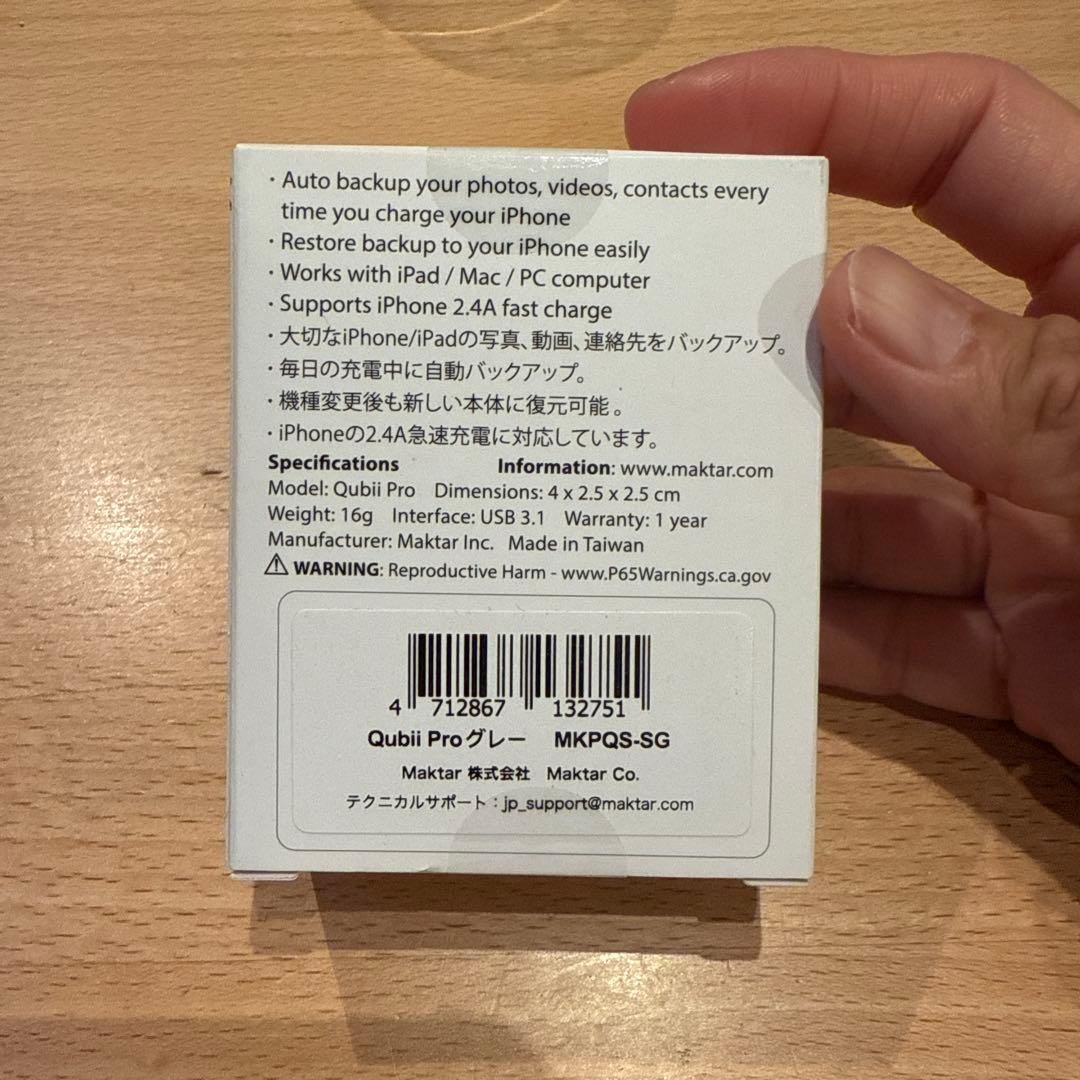 · Auto backup your photos, videos, contacts every
time you charge your iPhone
· Restore backup to your iPhone easily
· Works with iPad / Mac / PC computer
· Supports iPhone 2.4A fast charge
· 大切なiPhone/iPadの写真、動画、連絡先をバックアップ。
· 毎日の充電中に自動バックアップ。
· 機種変更後も新しい本体に復元可能 。
· iPhoneの2.4A急速充電に対応しています。
Specifications Information: www.maktar.com
Model: Qubii Pro Dimensions: 4 x 2.5 x 2.5 cm
Weight: 16g Interface: USB 3.1 Warranty: 1 year
Manufacturer: Maktar Inc. Made in Taiwan
⚠ WARNING: Reproductive Harm - www.P65Warnings.ca.gov
4 712867 132751
Qubii Pro グレー MKPQS-SG
Maktar 株式会社 Maktar Co.
テクニカルサポート：jp_support@maktar.com